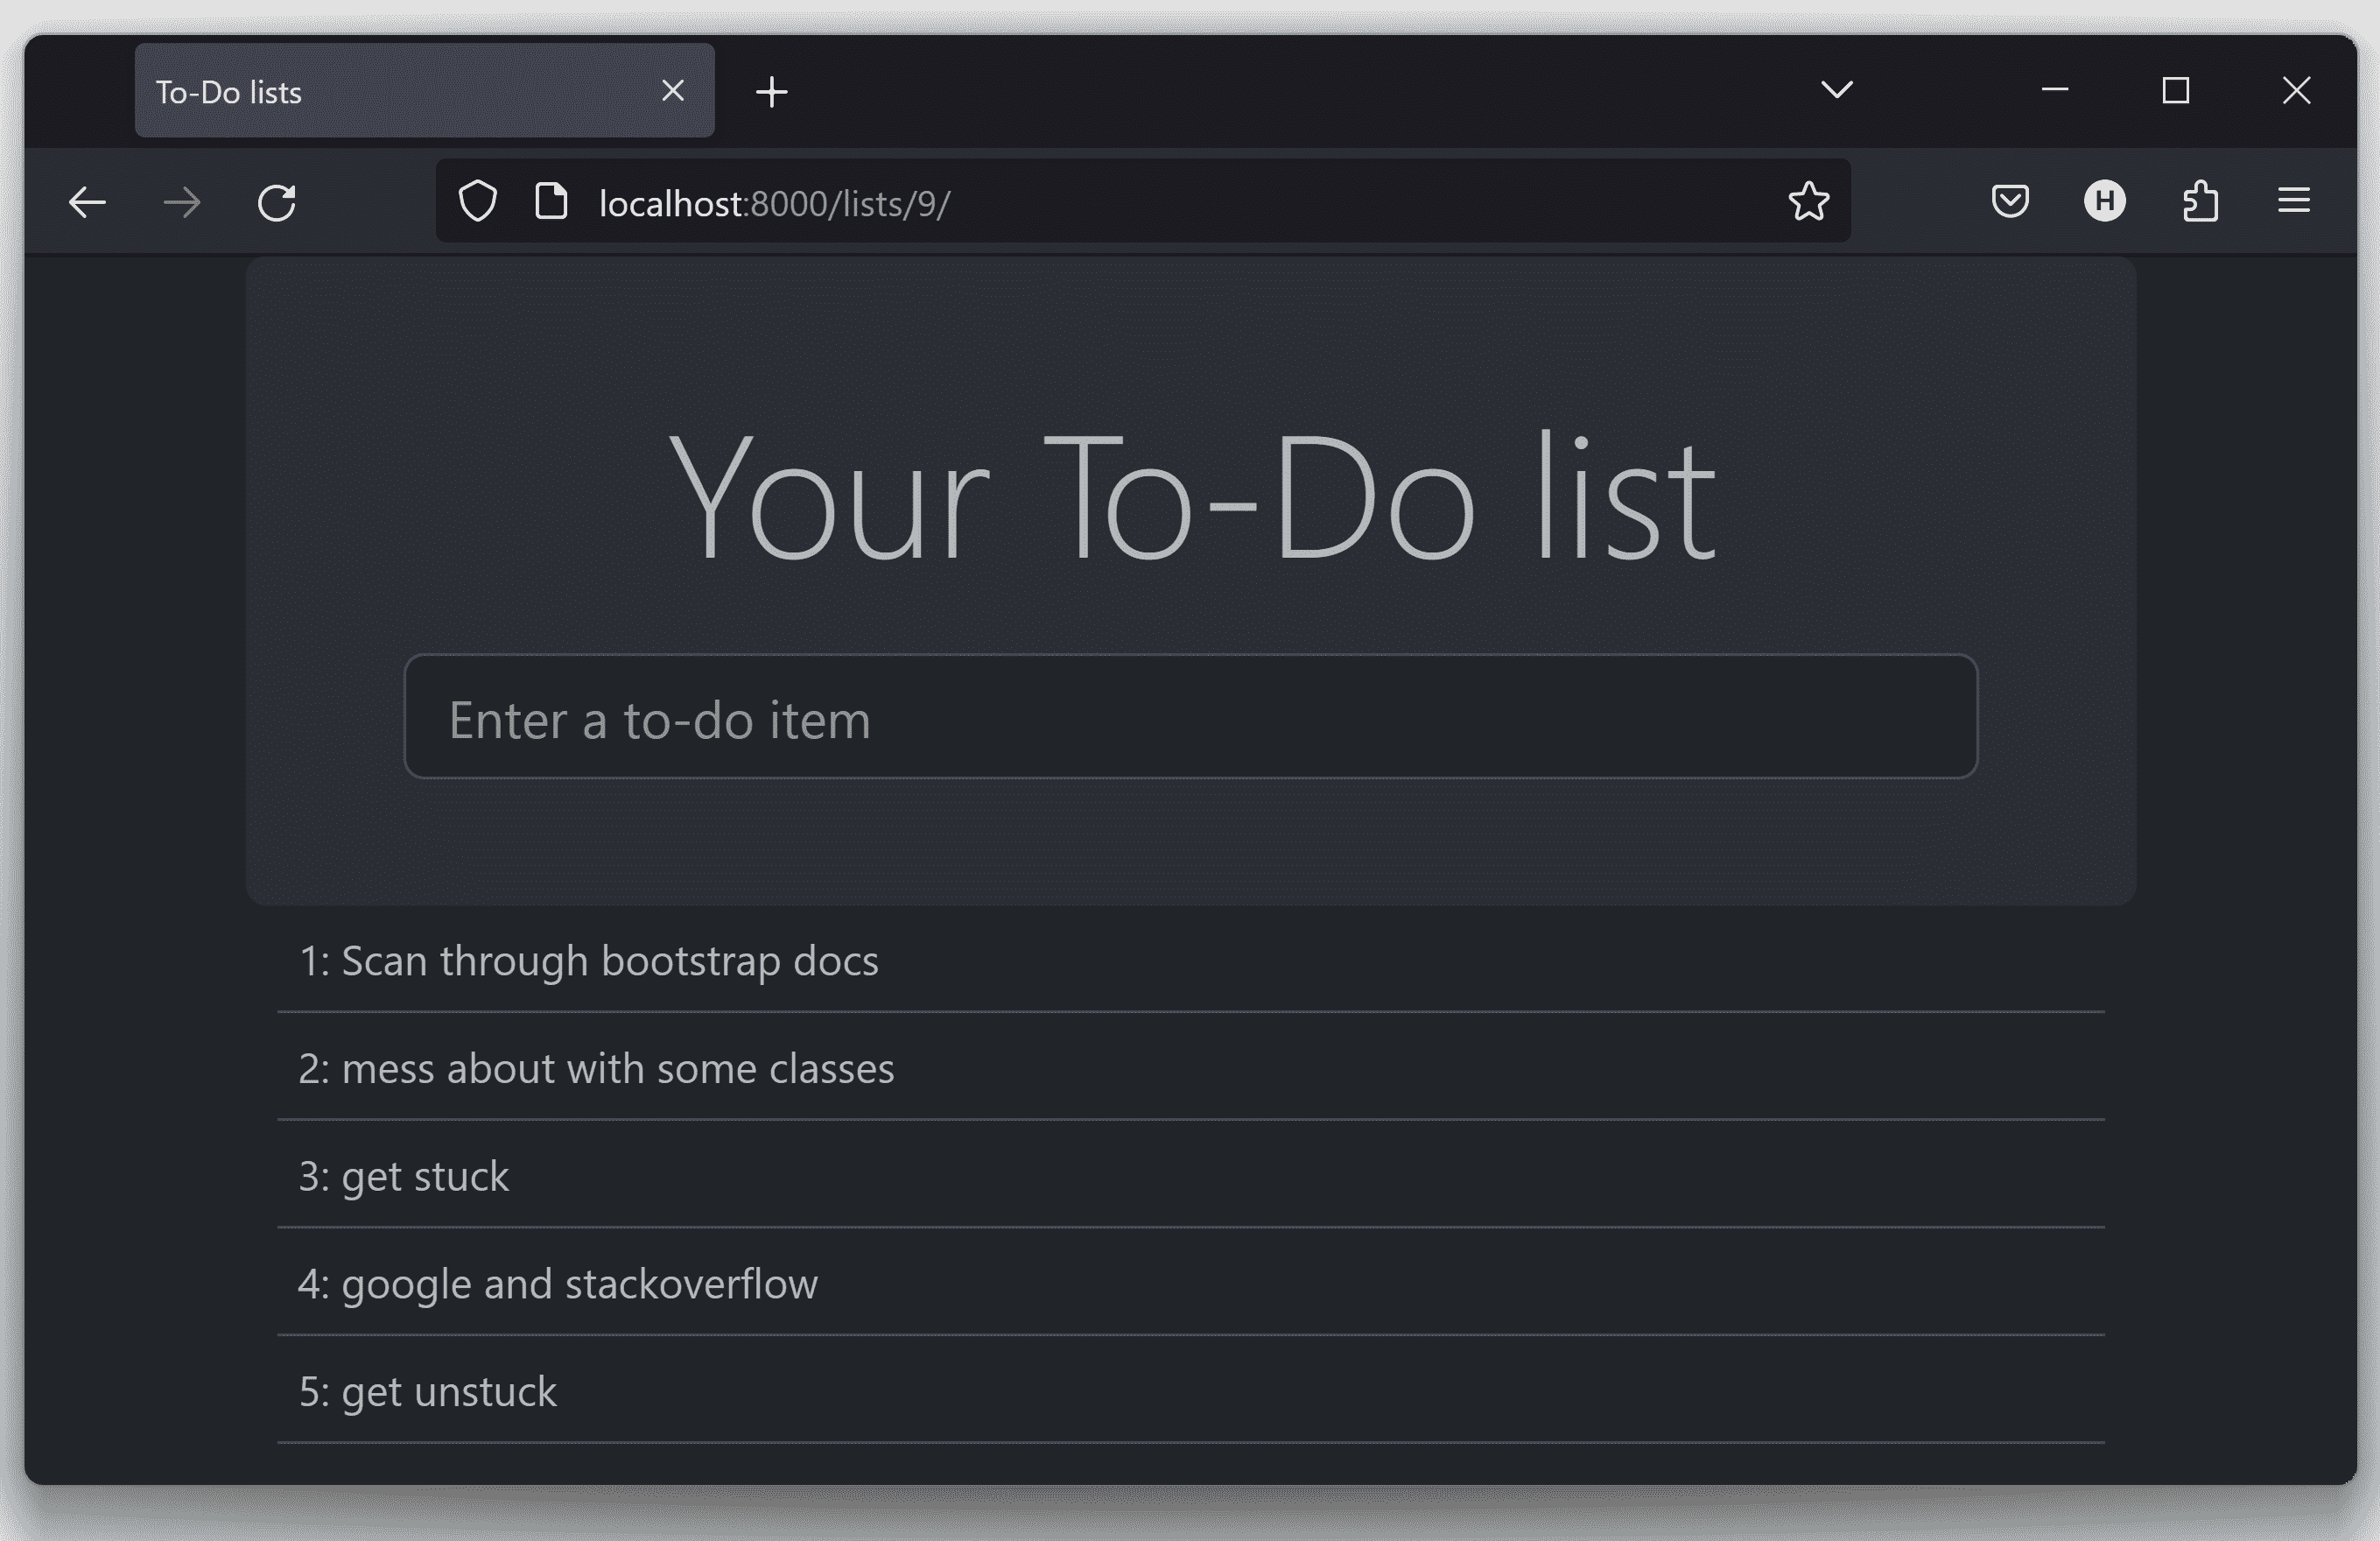 To-Do lists
localhost:8000/lists/9/
H
Your To-Do list
Enter a to-do item
1: Scan through bootstrap docs
2: mess about with some classes
3: get stuck
4: google and stackoverflow
5: get unstuck